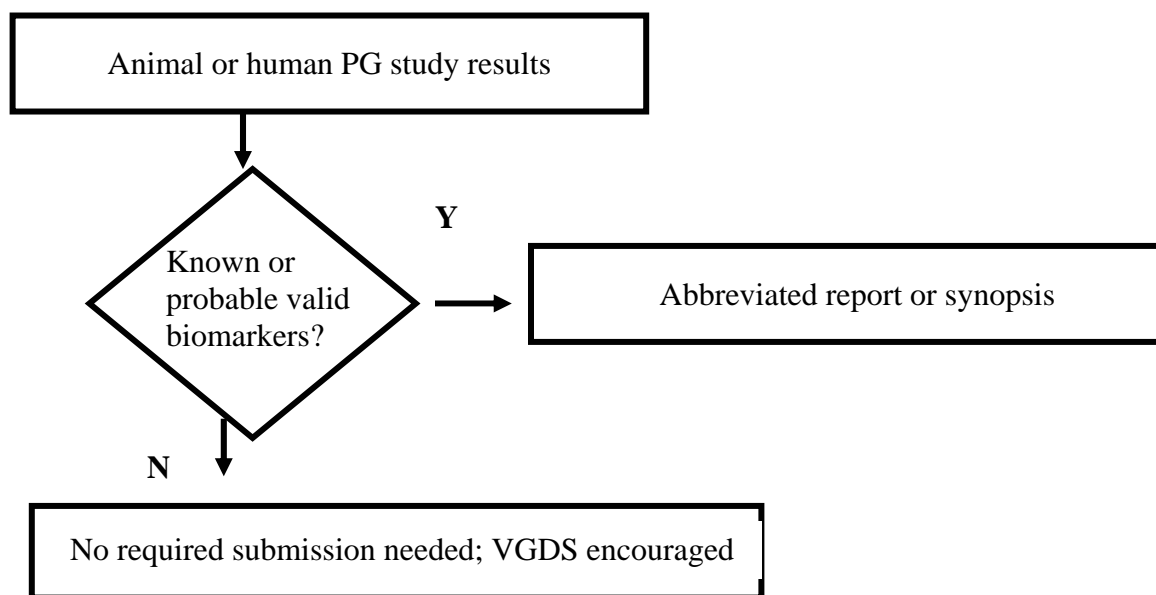 Animal or human PG study results
Y
Known or
probable valid
biomarkers?
Abbreviated report or synopsis
N
No required submission needed; VGDS encouraged